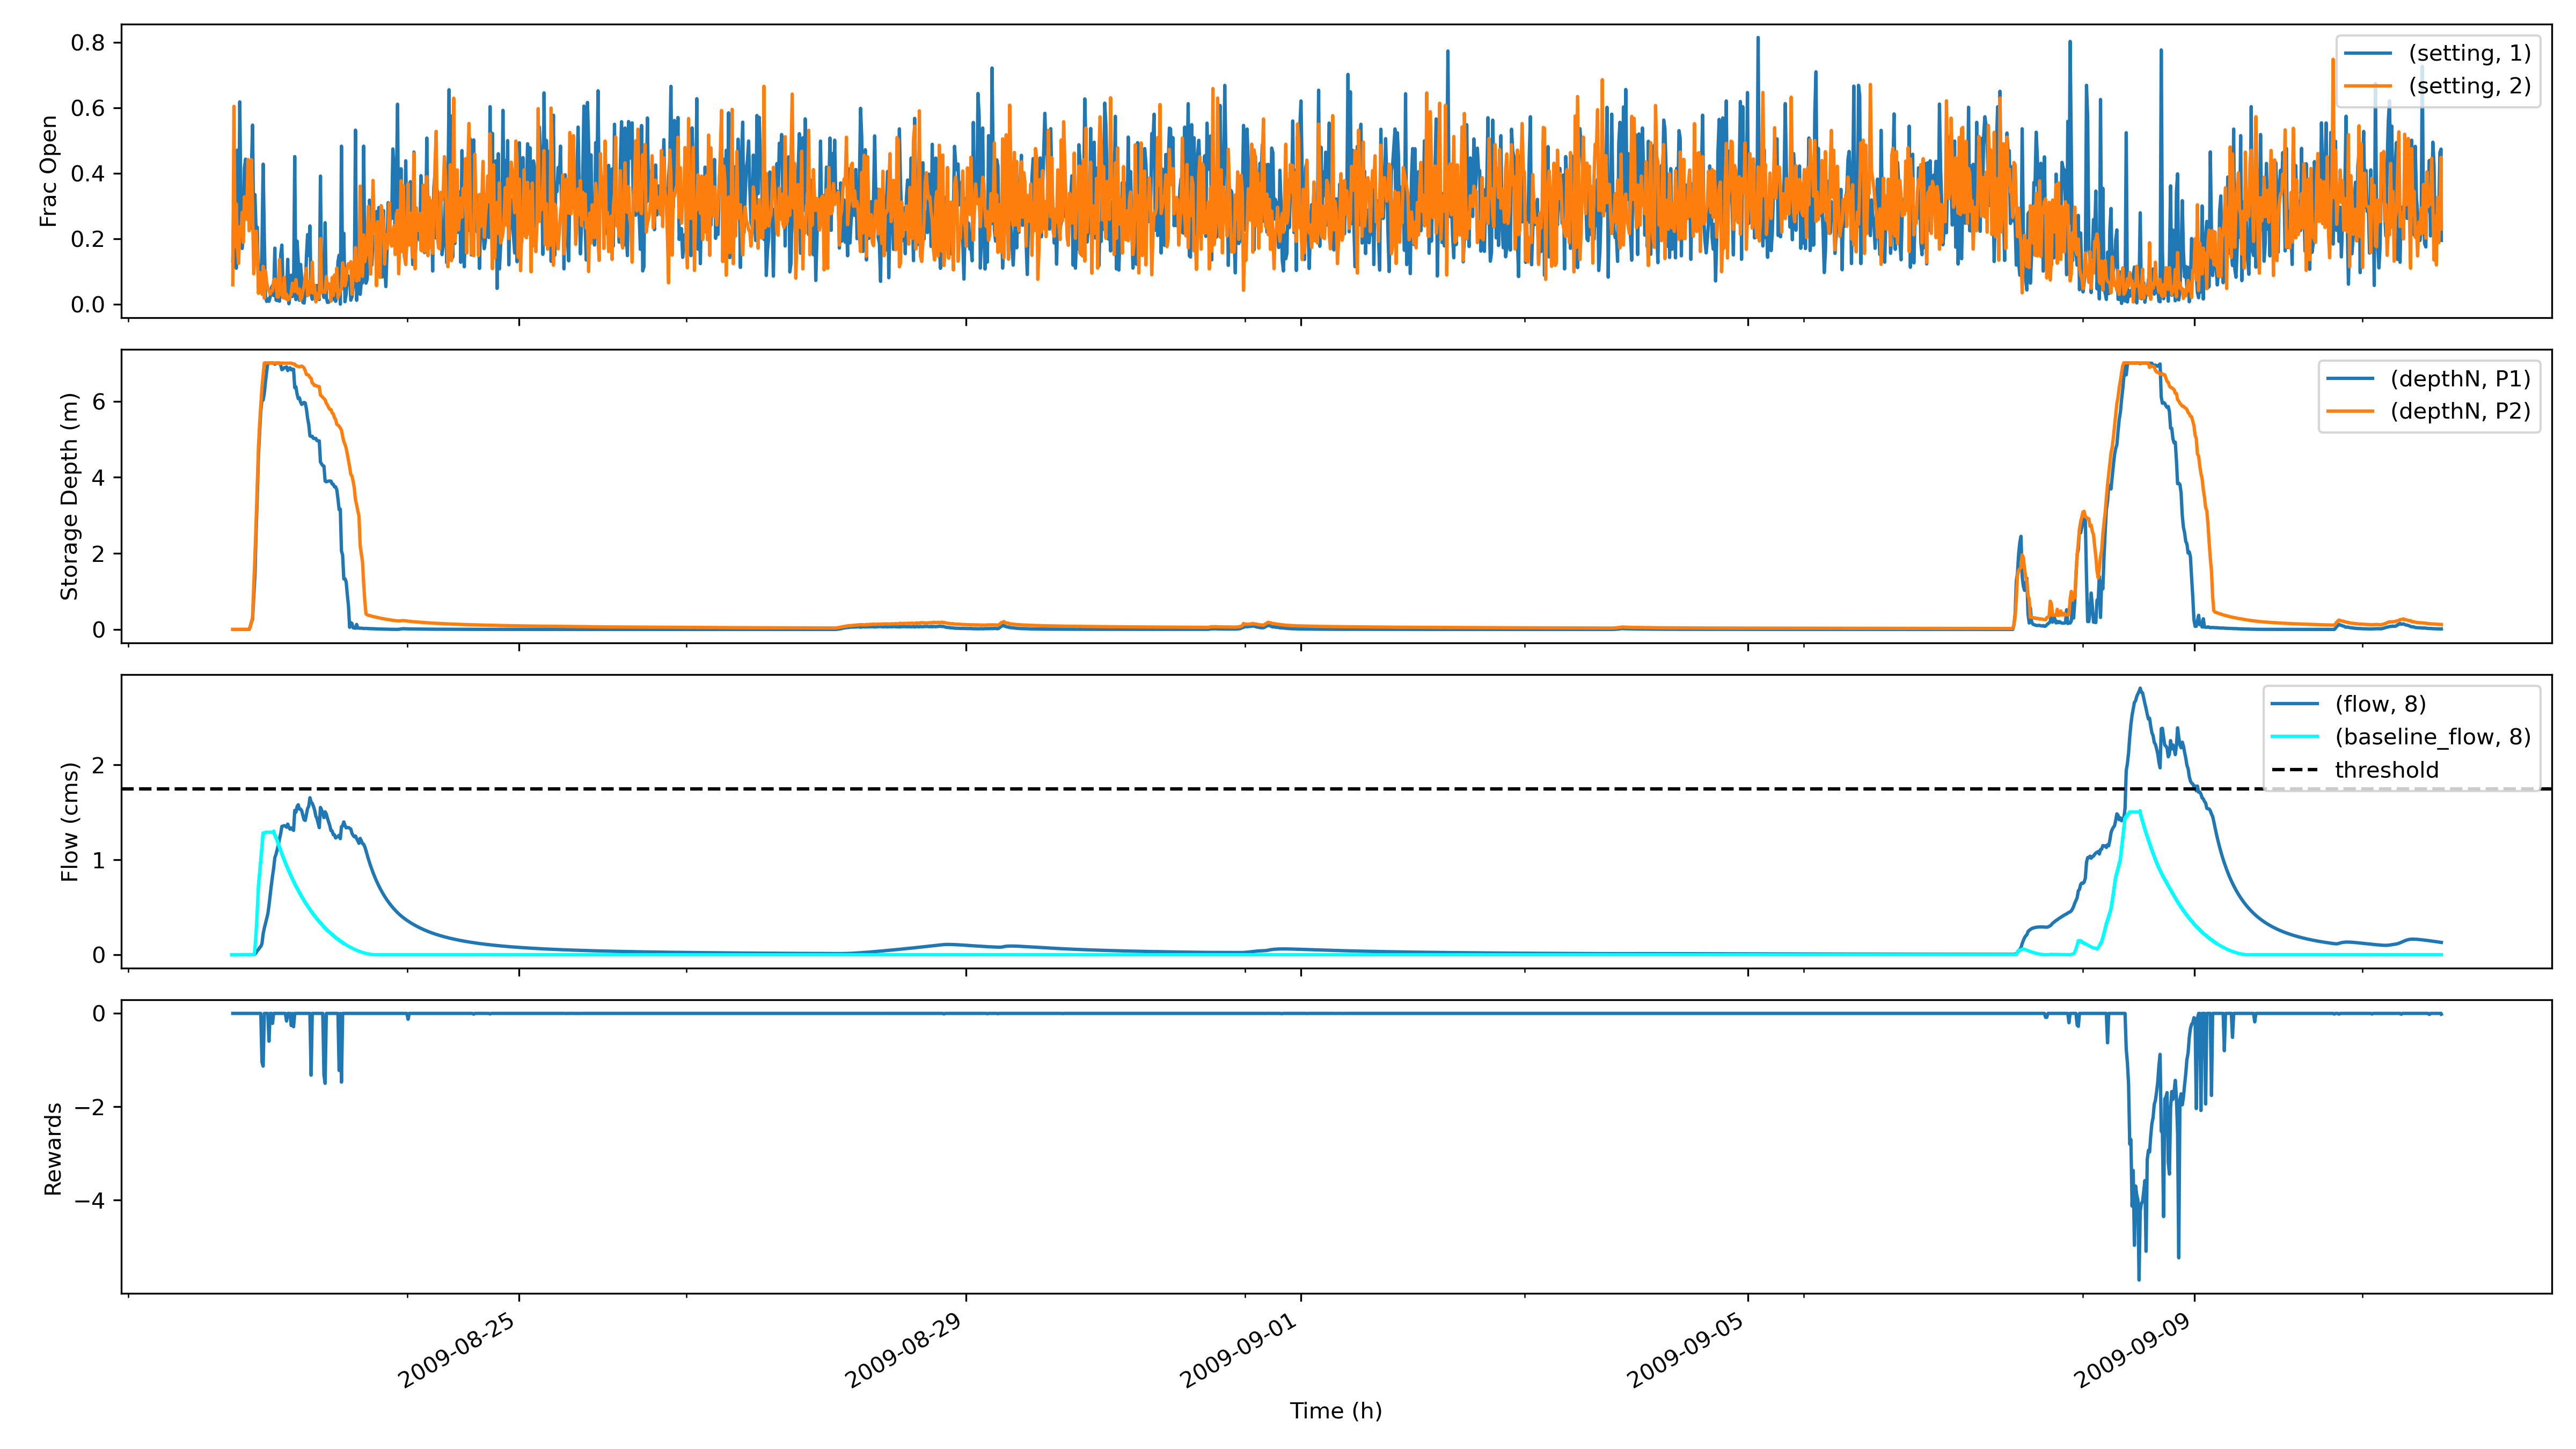 0.8
0.6
0.4
0.2
0.0
Frac Open
(setting, 1)
(setting, 2)
6
4
2
0
Storage Depth (m)
(depthN, P1)
(depthN, P2)
2
1
0
Flow (cms)
(flow, 8)
(baseline_flow, 8)
threshold
0
−2
−4
Rewards
2009-08-25
2009-08-29
2009-09-01
2009-09-05
2009-09-09
Time (h)